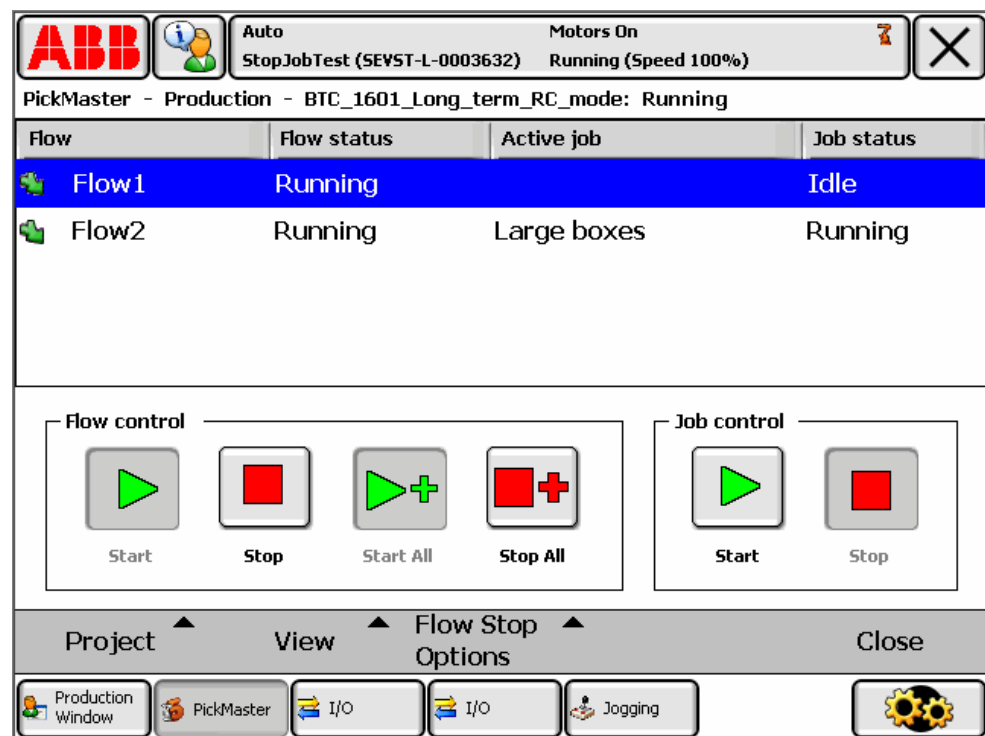 ABB
Auto Motors On
StopJobTest (SEVST-L-0003632) Running (Speed 100%)
PickMaster - Production - BTC_1601_Long_term_RC_mode: Running
Flow Flow status Active job Job status
Flow1 Running Idle
Flow2 Running Large boxes Running
Flow control Job control
Start Stop Start All Stop All Start Stop
Project View Flow Stop Options Close
Production Window PickMaster I/O I/O Jogging